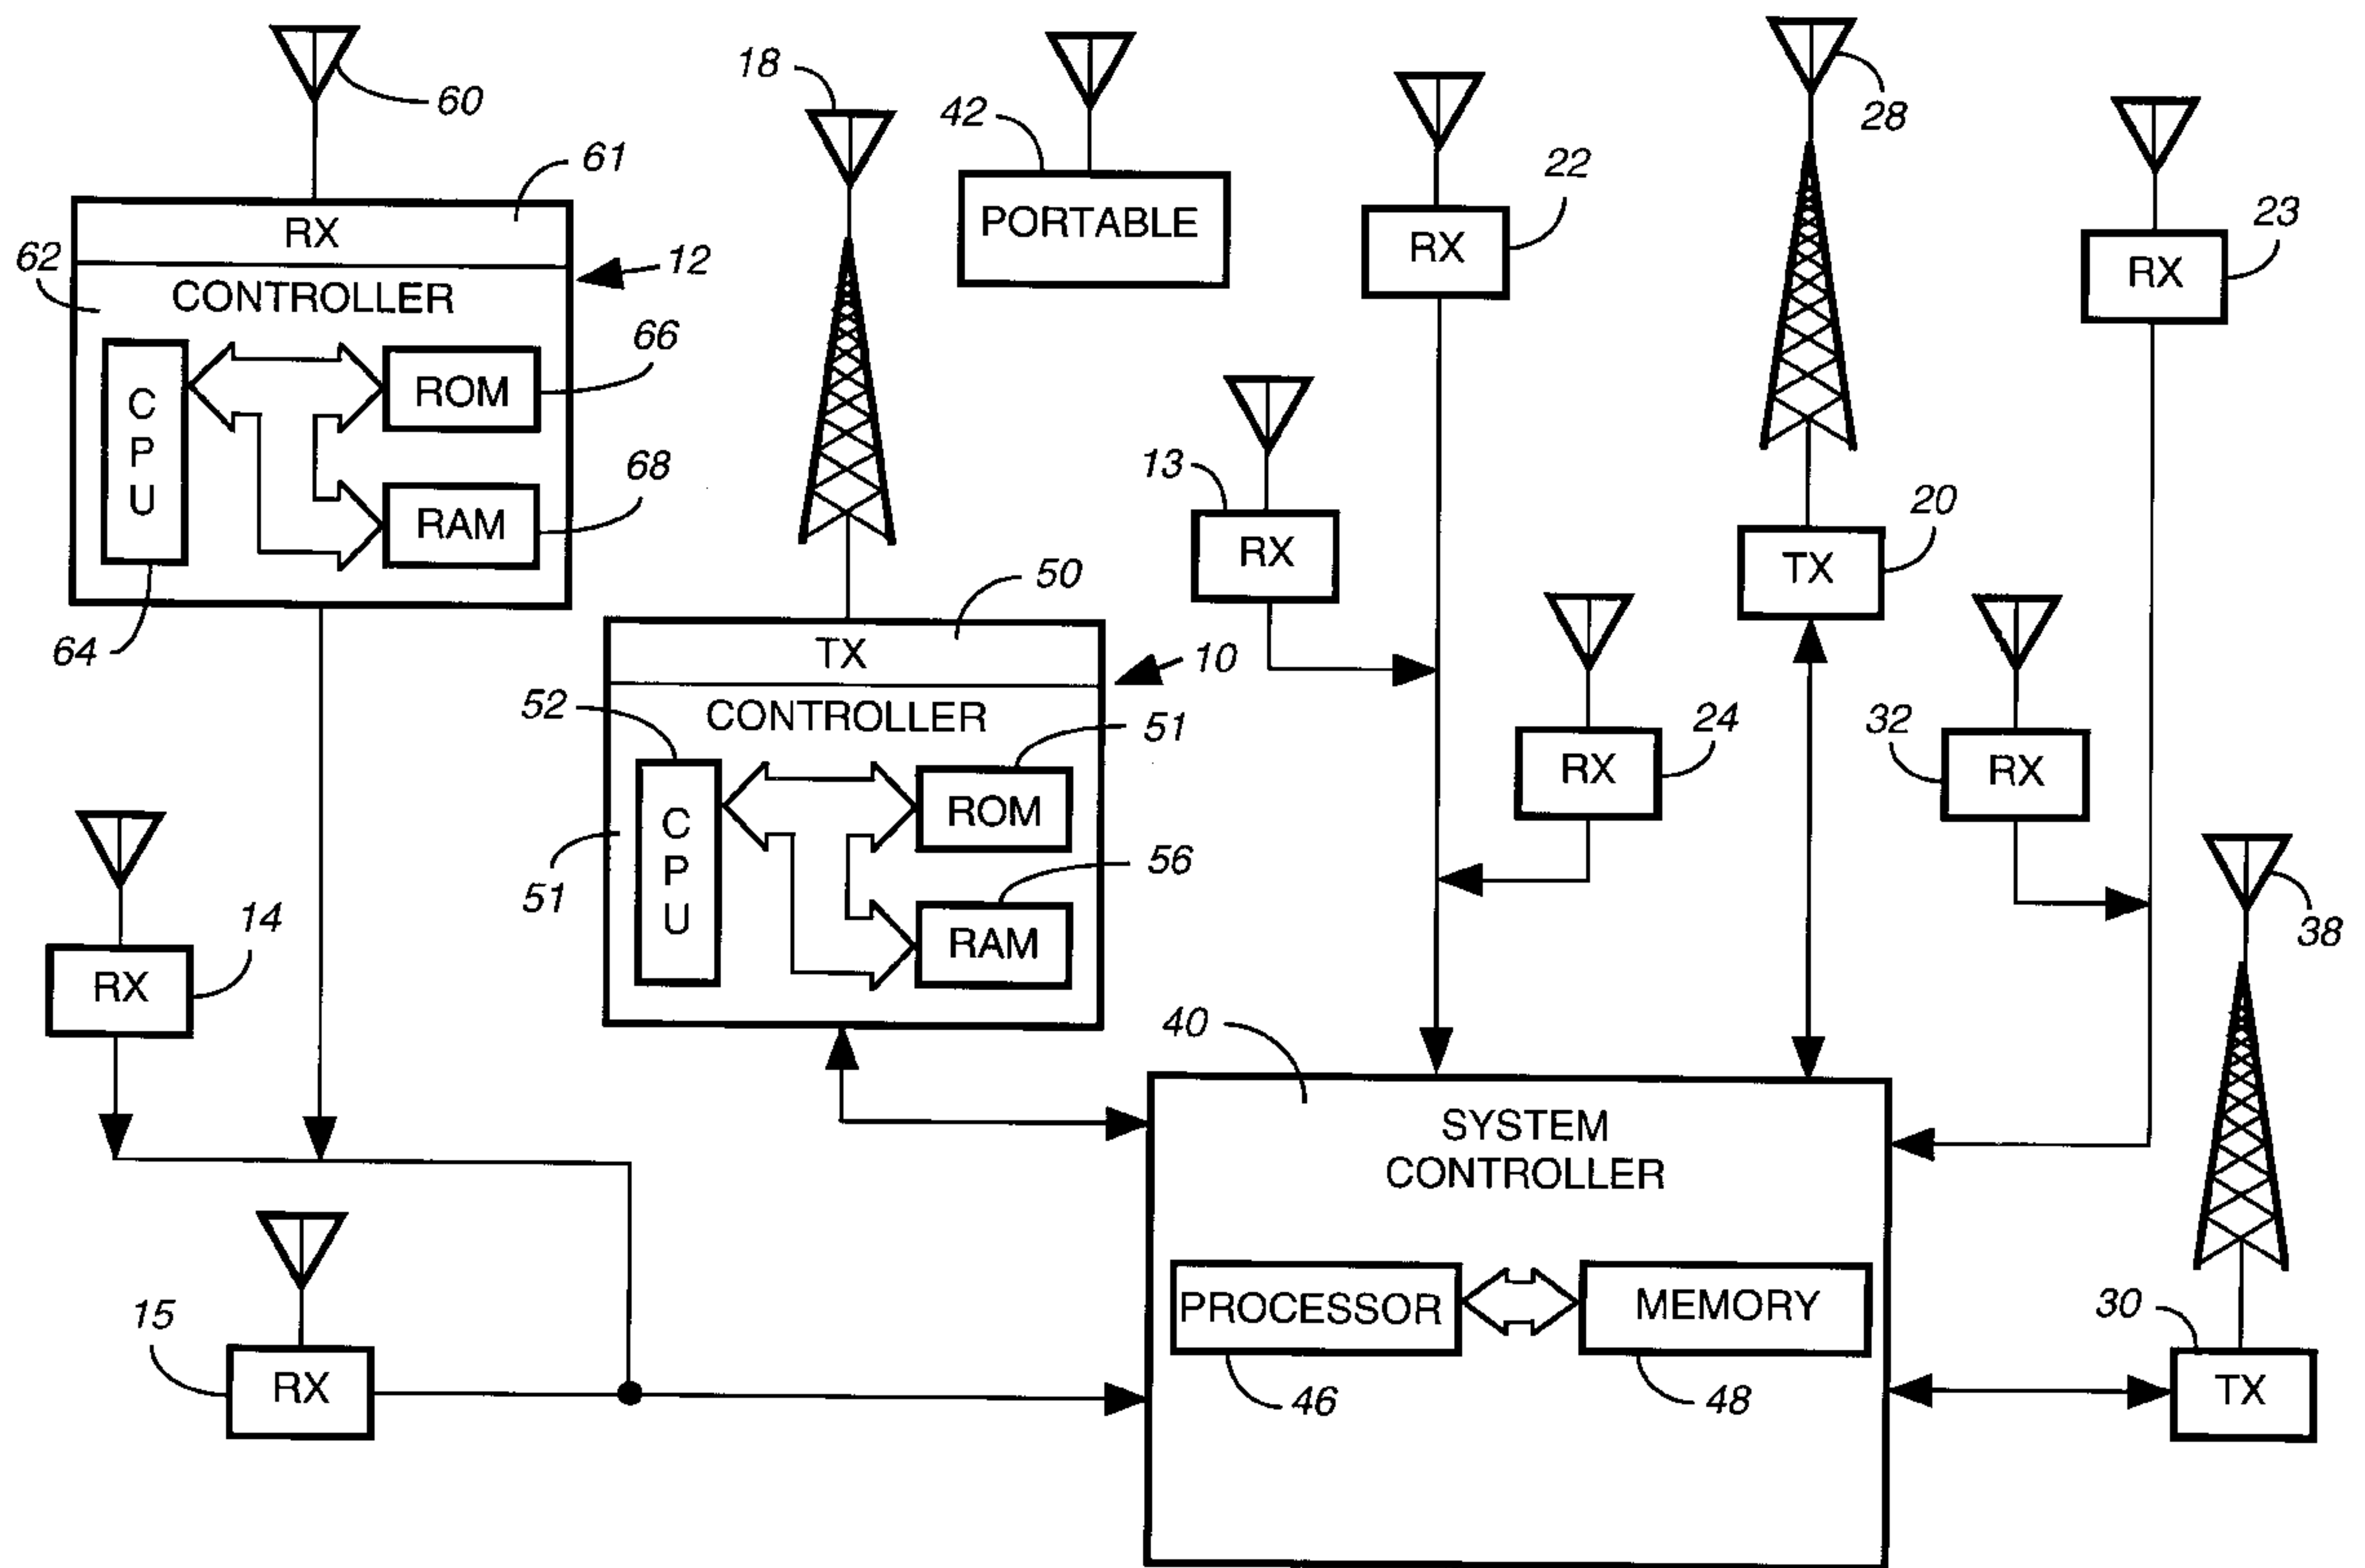 60
61
RX
12
62
CONTROLLER
66
C
P
U
ROM
68
RAM
64
18
42
PORTABLE
22
RX
28
23
RX
13
RX
20
TX
50
TX
10
52
CONTROLLER
51
C
P
U
ROM
51
56
RAM
24
RX
32
RX
38
14
RX
40
SYSTEM
CONTROLLER
PROCESSOR
MEMORY
46
48
15
RX
30
TX